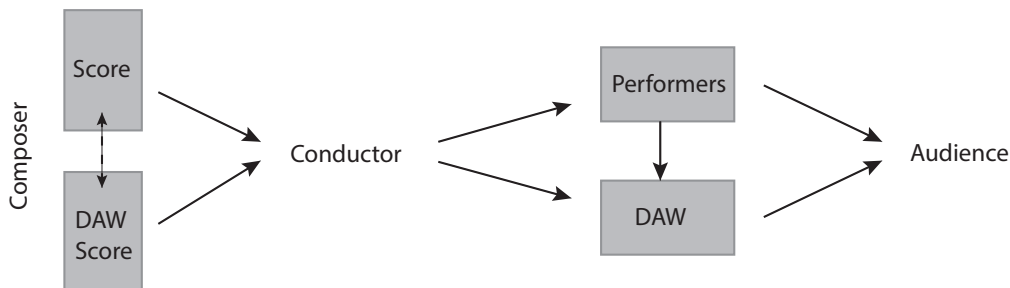 Composer
Score
DAW
Score
Conductor
Performers
DAW
Audience